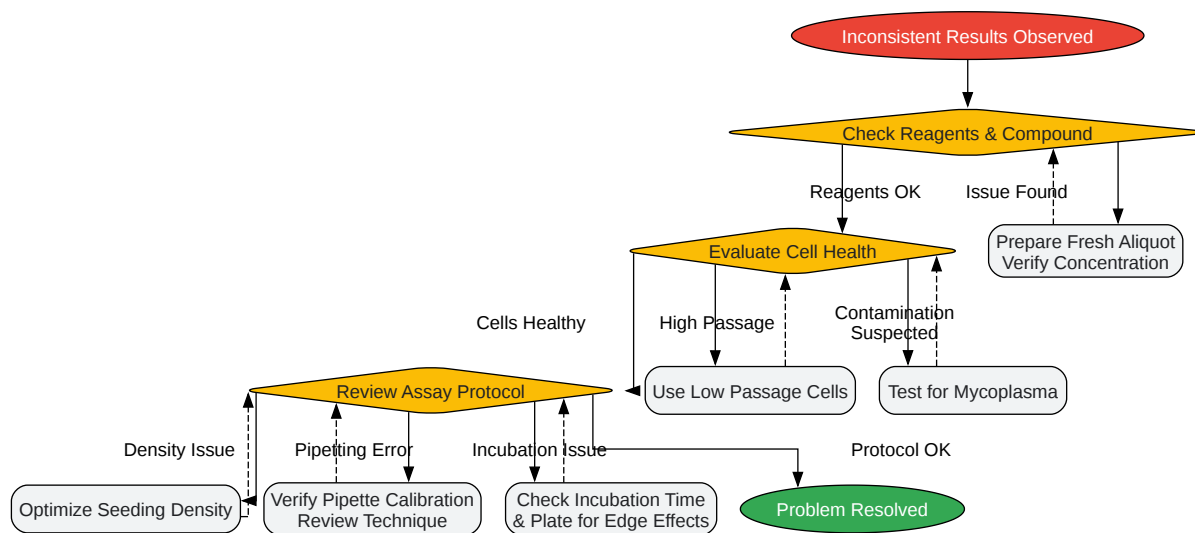 Inconsistent Results Observed
Check Reagents & Compound
Reagents OK
Issue Found
Prepare Fresh Aliquot
Verify Concentration
Evaluate Cell Health
Cells Healthy
High Passage
Contamination
Suspected
Use Low Passage Cells
Test for Mycoplasma
Review Assay Protocol
Density Issue
Pipetting Error
Incubation Issue
Protocol OK
Optimize Seeding Density
Verify Pipette Calibration
Review Technique
Check Incubation Time
& Plate for Edge Effects
Problem Resolved